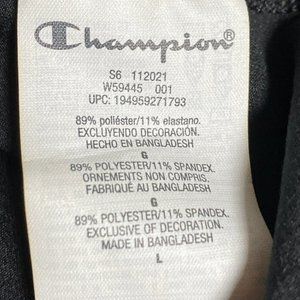 Champion®
S6 112021
W59445 001
UPC: 194959271793
89% poliéster/11% elastano.
EXCLUYENDO DECORACIÓN.
HECHO EN BANGLADESH
G
89% POLYESTER/11% SPANDEX.
ORNEMENTS NON COMPRIS.
FABRIQUÉ AU BANGLADESH
G
89% POLYESTER/11% SPANDEX.
EXCLUSIVE OF DECORATION.
MADE IN BANGLADESH
L